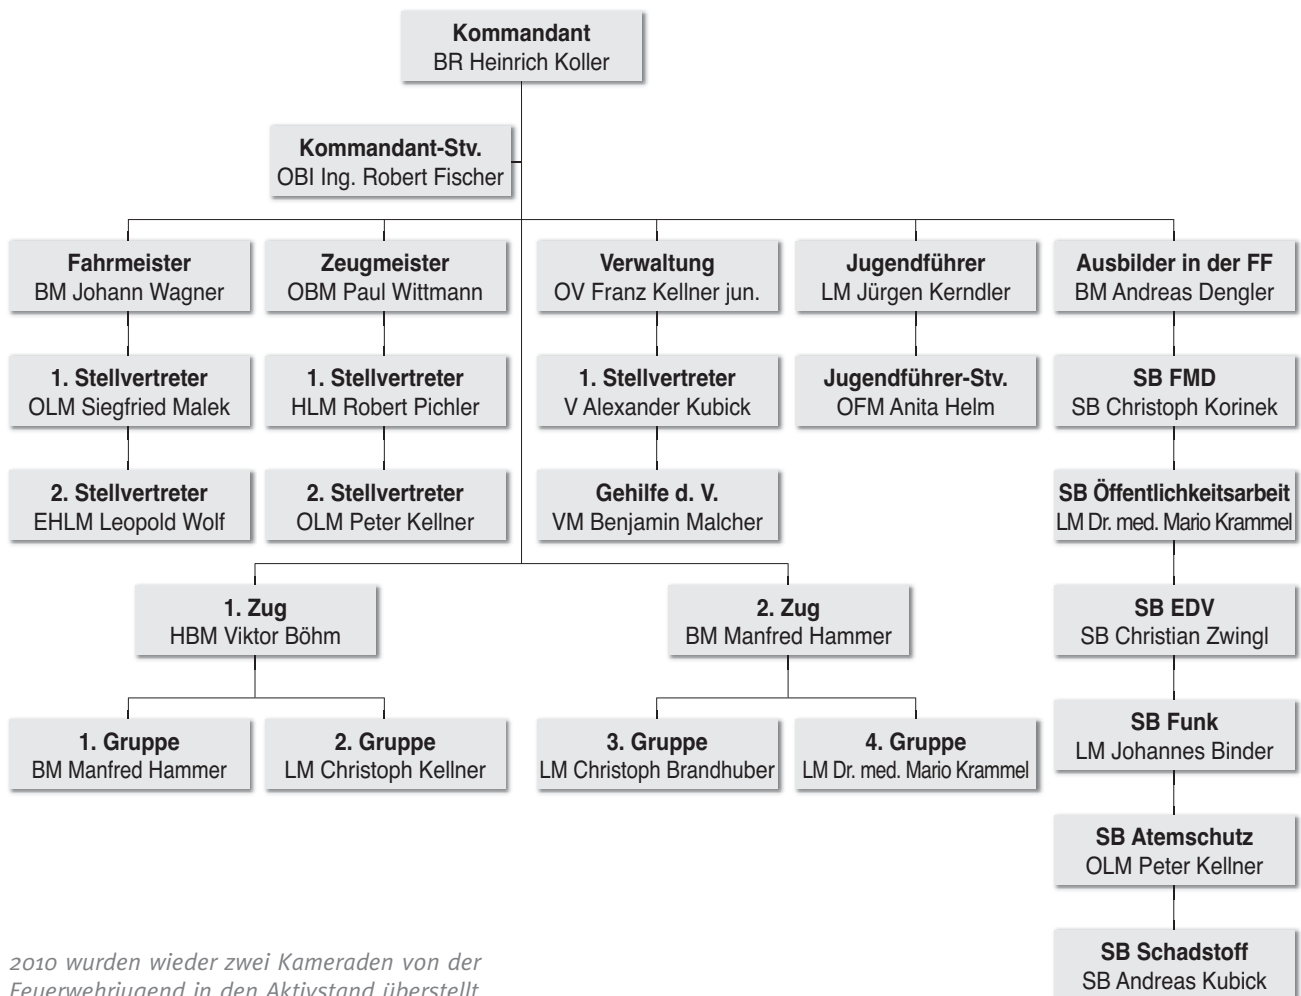 Kommandant
BR Heinrich Koller
Kommandant-Stv.
OBI Ing. Robert Fischer
Fahrmeister
BM Johann Wagner
Zeugmeister
OBM Paul Wittmann
Verwaltung
OV Franz Kellner jun.
Jugendführer
LM Jürgen Kerndler
Ausbilder in der FF
BM Andreas Dengler
1. Stellvertreter
OLM Siegfried Malek
1. Stellvertreter
HLM Robert Pichler
1. Stellvertreter
V Alexander Kubick
Jugendführer-Stv.
OFM Anita Helm
SB FMD
SB Christoph Korinek
2. Stellvertreter
EHLM Leopold Wolf
2. Stellvertreter
OLM Peter Kellner
Gehilfe d. V.
VM Benjamin Malcher
SB Öffentlichkeitsarbeit
LM Dr. med. Mario Krammel
1. Zug
HBM Viktor Böhm
2. Zug
BM Manfred Hammer
SB EDV
SB Christian Zwingl
1. Gruppe
BM Manfred Hammer
2. Gruppe
LM Christoph Kellner
3. Gruppe
LM Christoph Brandhuber
4. Gruppe
LM Dr. med. Mario Krammel
SB Funk
LM Johannes Binder
SB Atemschutz
OLM Peter Kellner
SB Schadstoff
SB Andreas Kubick
2010 wurden wieder zwei Kameraden von der
Feuerwehrjugend in den Aktivstand überstellt